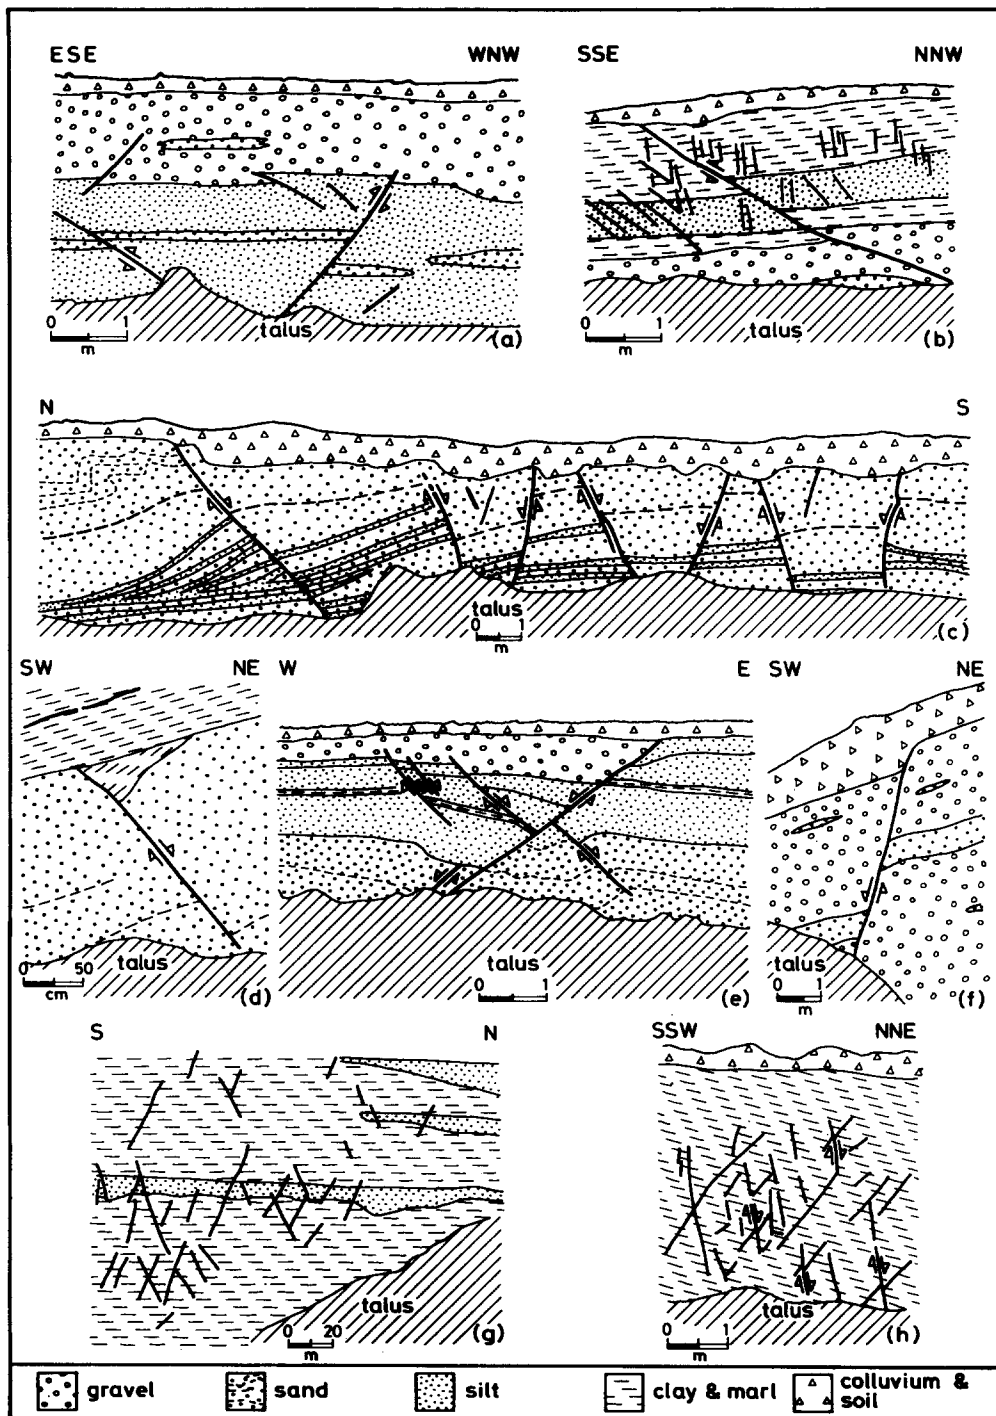 ESE WNW
SSE NNW
0 1
m
talus
(a)
0 1
m
talus
(b)
N S
talus
0 1
m
(c)
SW NE
talus
0 50
cm
(d)
W E
talus
0 1
(e)
SW NE
talus
0 1
m
(f)
S N
talus
0 20
m
(g)
SSW NNE
talus
0 1
m
(h)
gravel sand silt clay & marl colluvium &
soil